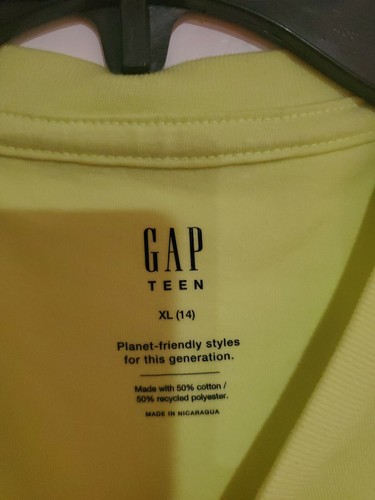 GAP
TEEN
XL (14)
Planet-friendly styles
for this generation.
Made with 50% cotton /
50% recycled polyester.
MADE IN NICARAGUA